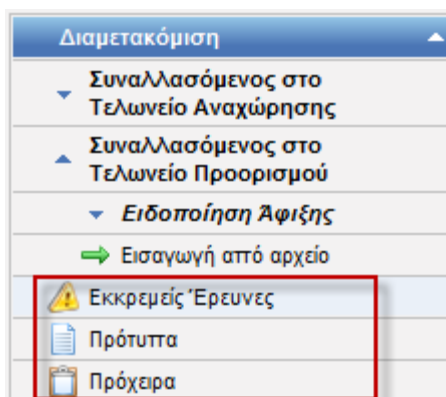 Διαμετακόμιση
Συναλλασόμενος στο
Τελωνείο Αναχώρησης
Συναλλασόμενος στο
Τελωνείο Προορισμού
Ειδοποίηση Άφιξης
Εισαγωγή από αρχείο
Εκκρεμείς Έρευνες
Πρότυπα
Πρόχειρα